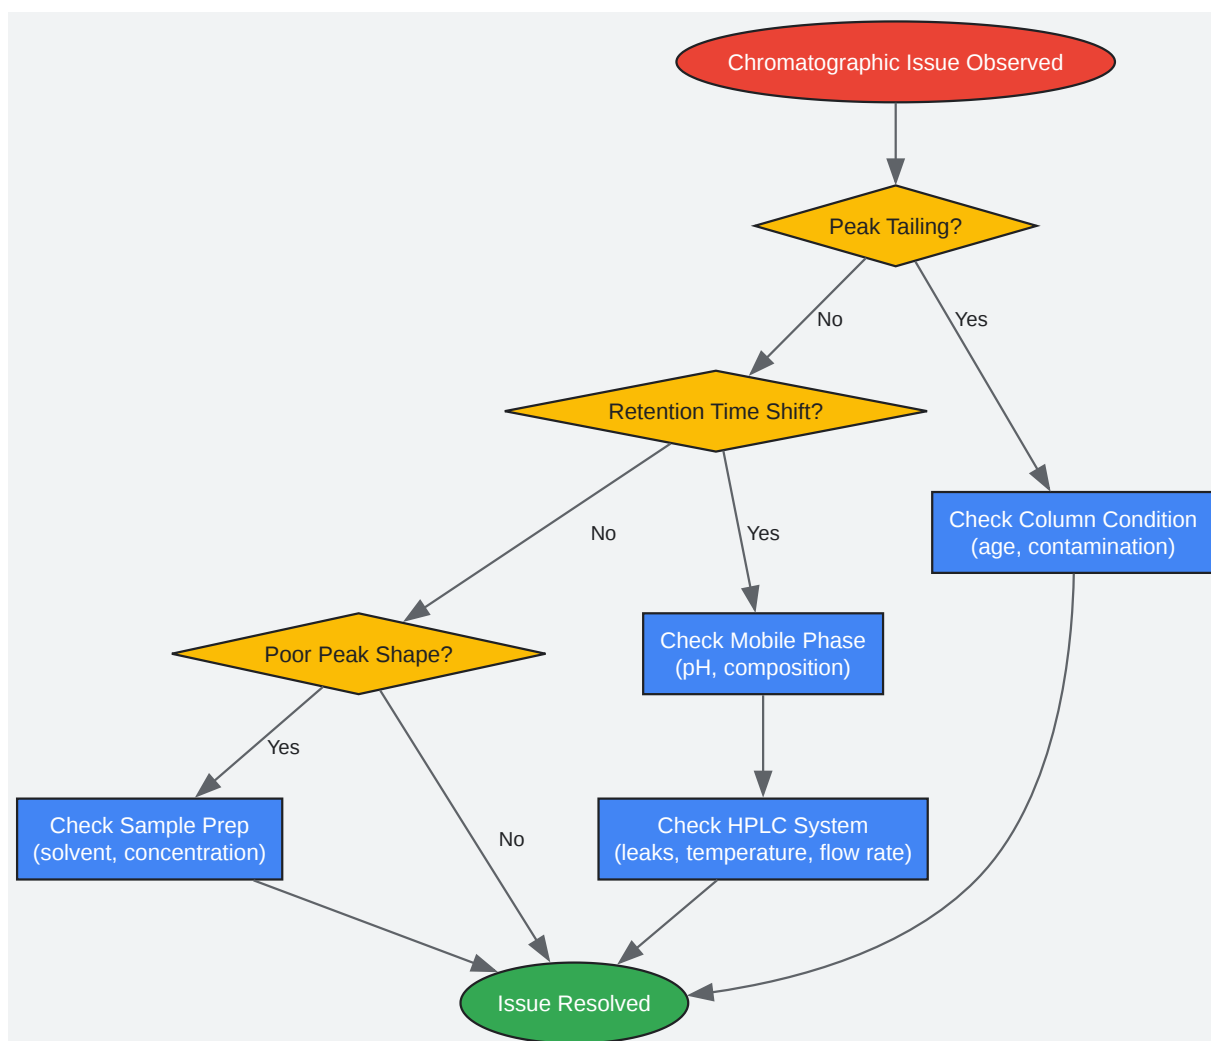 Chromatographic Issue Observed
Peak Tailing?
No
Yes
Retention Time Shift?
No
Yes
Check Column Condition
(age, contamination)
Poor Peak Shape?
Check Mobile Phase
(pH, composition)
Yes
No
Check Sample Prep
(solvent, concentration)
Check HPLC System
(leaks, temperature, flow rate)
Issue Resolved